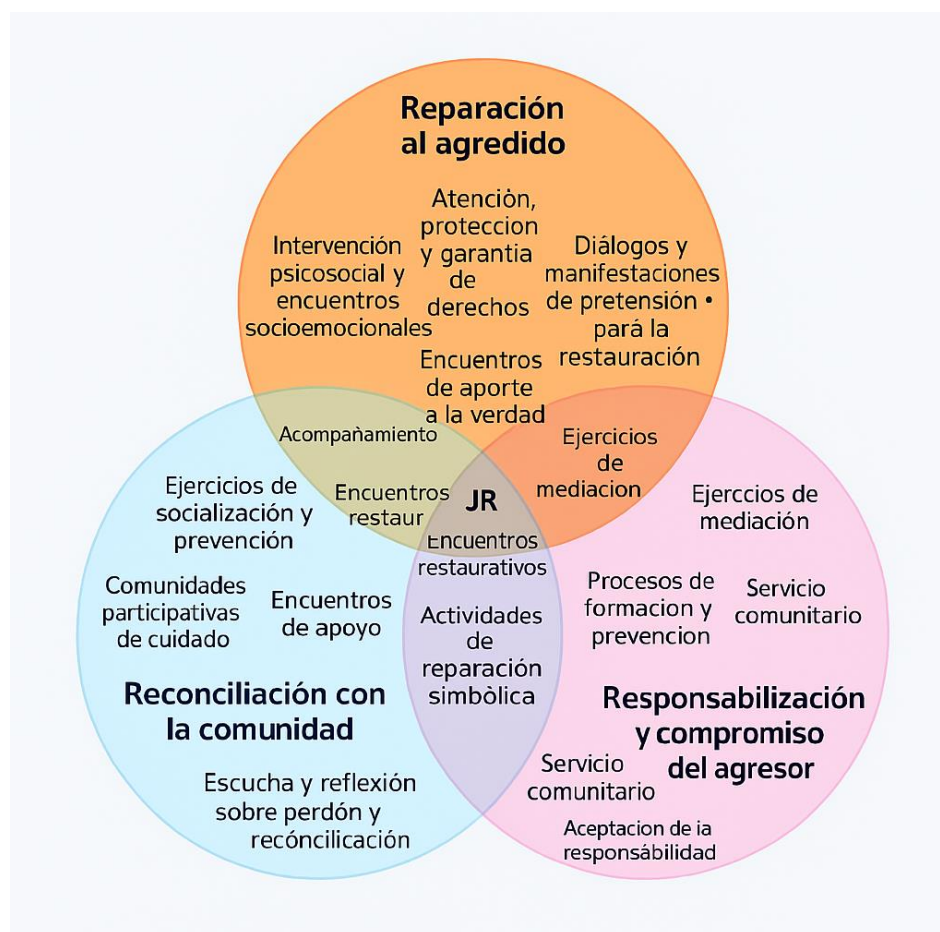 Reparación
al agredido
Intervención
psicosocial y
encuentros
socioemocionales
Atención,
proteccion
y garantia
de
derechos
Diálogos y
manifestaciones
de pretensión •
pará la
restauración
Encuentros
de aporte
a la verdad
Acompañamiento
Encuentros
restaur
JR
Ejercicios
de
mediacion
Encuentros
restaurativos
Actividades
de
reparación
simbòlica
Ejercicios de
socialización y
prevención
Comunidades
participativas
de cuidado
Encuentros
de apoyo
Reconciliación con
la comunidad
Escucha y reflexión
sobre perdón y
recóncilicación
Ejerccios de
mediación
Procesos de
formacion y
prevencion
Servicio
comunitario
Responsabilización
y compromiso
del agresor
Servicio
comunitario
Aceptacion de ia
responsábilidad